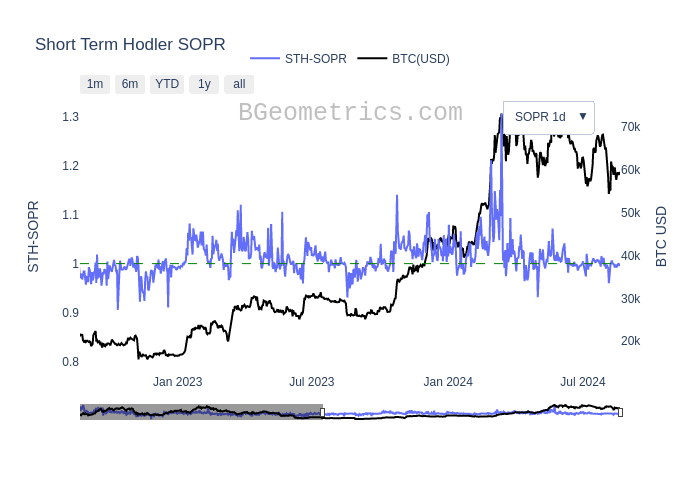 Short Term Hodler SOPR
STH-SOPR BTC(USD)
1m 6m YTD 1y all
BGeometrics.com
SOPR 1d ▼
1.3
1.2
1.1
1
0.9
0.8
STH-SOPR
70k
60k
50k
40k
30k
20k
BTC USD
Jan 2023 Jul 2023 Jan 2024 Jul 2024